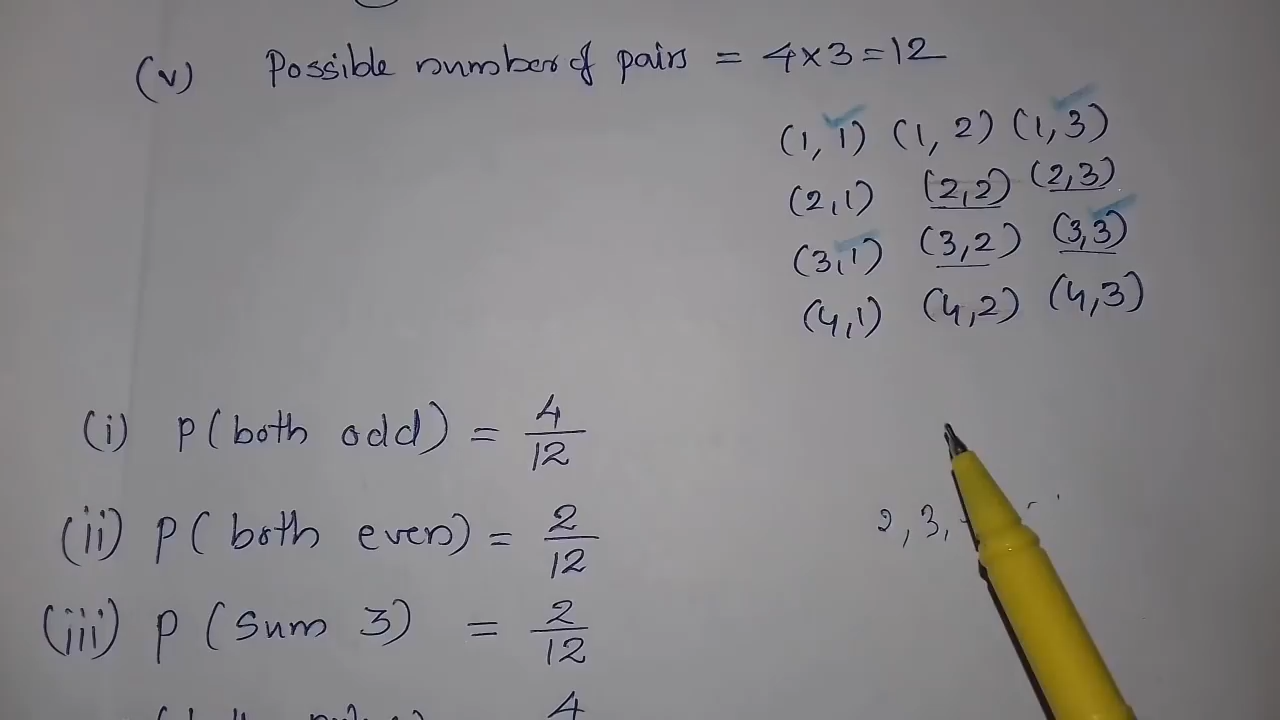 (v) Possible number of pairs = 4×3=12
(1,1) (1,2) (1,3)
(2,1) (2,2) (2,3)
(3,1) (3,2) (3,3)
(4,1) (4,2) (4,3)
(i) P(both odd) = 4/12
(ii) P(both even) = 2/12
2,3,
(iii) P(Sum 3) = 2/12
4